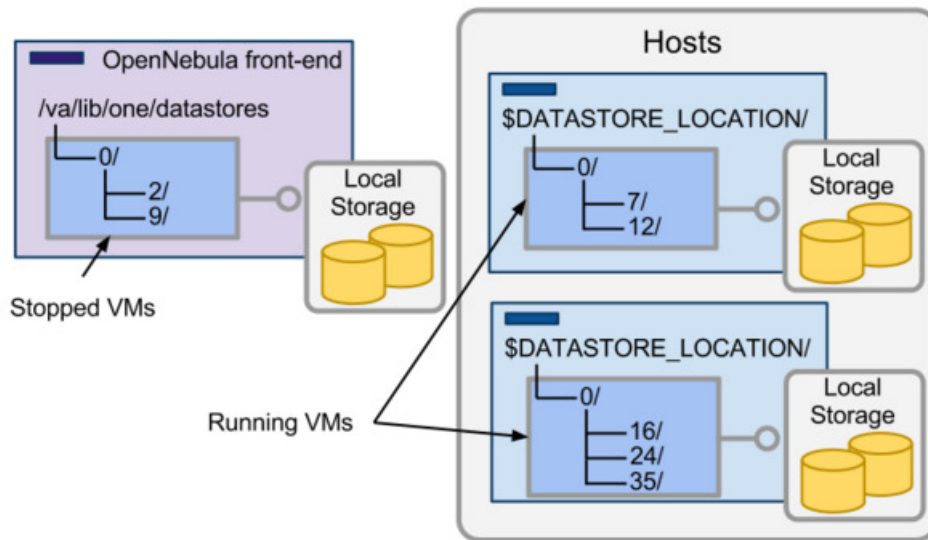 OpenNebula front-end
/va/lib/one/datastores
0/
2/
9/
Local
Storage
Stopped VMs
Running VMs
Hosts
$DATASTORE_LOCATION/
0/
7/
12/
Local
Storage
$DATASTORE_LOCATION/
0/
16/
24/
35/
Local
Storage